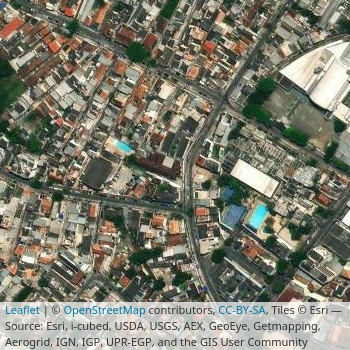 Leaflet | © OpenStreetMap contributors, CC-BY-SA, Tiles © Esri —
Source: Esri, i-cubed, USDA, USGS, AEX, GeoEye, Getmapping,
Aerogrid, IGN, IGP, UPR-EGP, and the GIS User Community